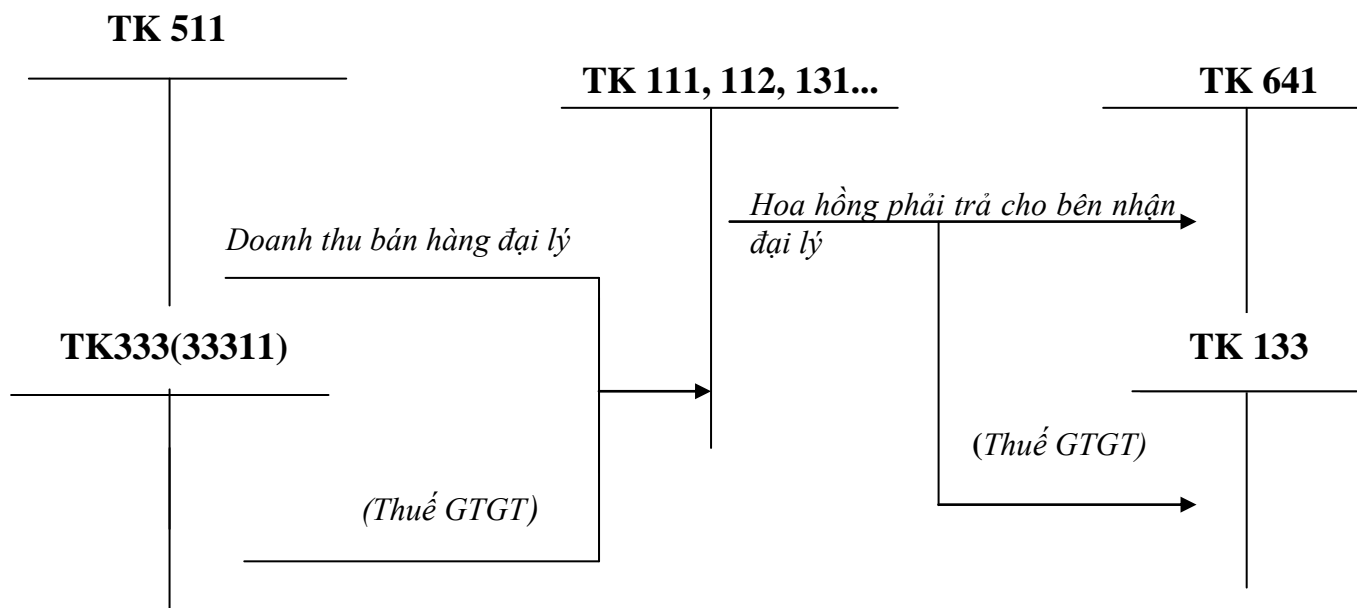 TK 511
TK 111, 112, 131...
TK 641
Hoa hồng phải trả cho bên nhận
đại lý
Doanh thu bán hàng đại lý
TK333(33311)
TK 133
(Thuế GTGT)
(Thuế GTGT)